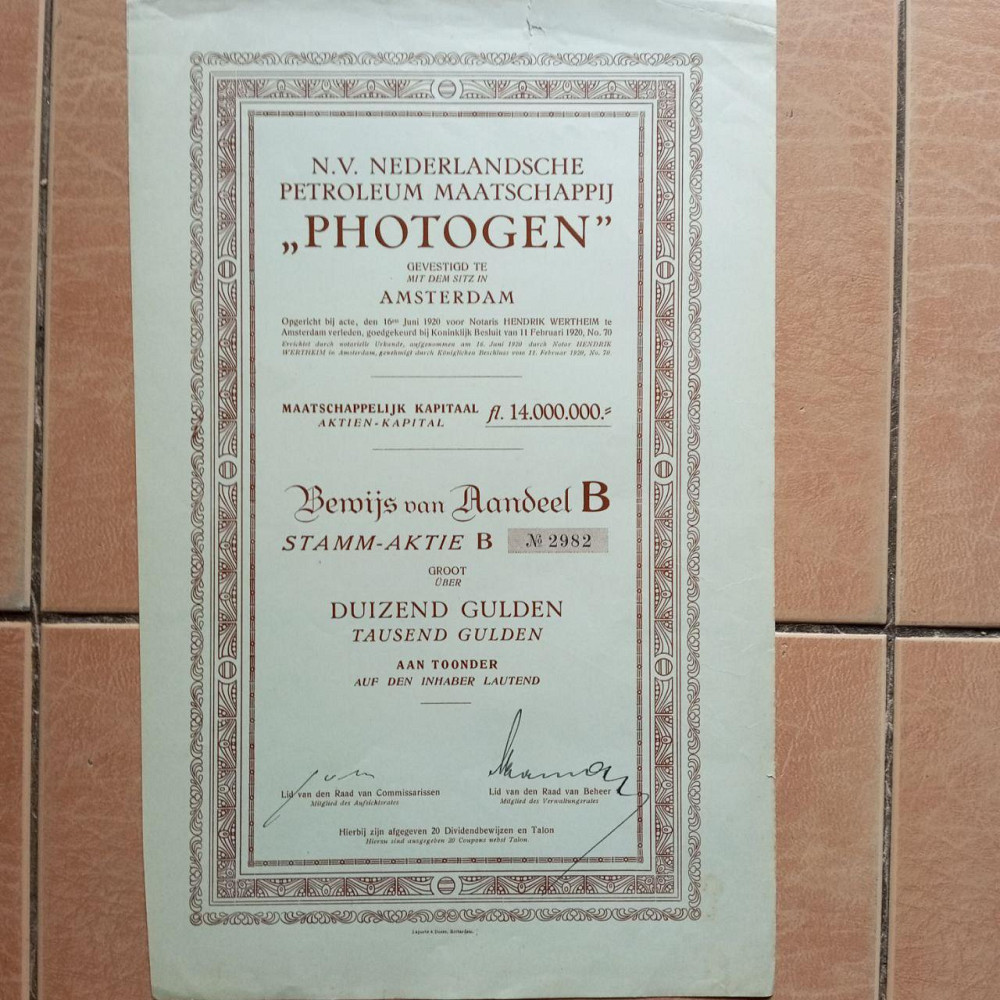 N.V. NEDERLANDSCHE
PETROLEUM MAATSCHAPPIJ
„PHOTOGEN”
GEVESTIGD TE
MIT DEM SITZ IN
AMSTERDAM
Opgericht bij acte, den 16den Juni 1920 voor Notaris HENDRIK WERTHEIM te
Amsterdam verleden, goedgekeurd bij Koninklijk Besluit van 11 Februari 1920, No. 70
Errichtet durch notarielle Urkunde, aufgenommen am 16. Juni 1920 durch Notar HENDRIK
WERTHEIM in Amsterdam, genehmigt durch Königlichen Beschluss vom 11. Februar 1920, No. 70.
MAATSCHAPPELIJK KAPITAAL fl. 14.000.000.=
AKTIEN-KAPITAL
Bewijs van Aandeel B
STAMM-AKTIE B № 2982
GROOT
ÜBER
DUIZEND GULDEN
TAUSEND GULDEN
AAN TOONDER
AUF DEN INHABER LAUTEND
Lid van den Raad van Commissarissen
Mitglied des Aufsichtsrates
Lid van den Raad van Beheer
Mitglied des Verwaltungsrates
Hierbij zijn afgegeven 20 Dividendbewijzen en Talon
Hierzu sind ausgegeben 20 Coupons nebst Talon.
Rotterdam.